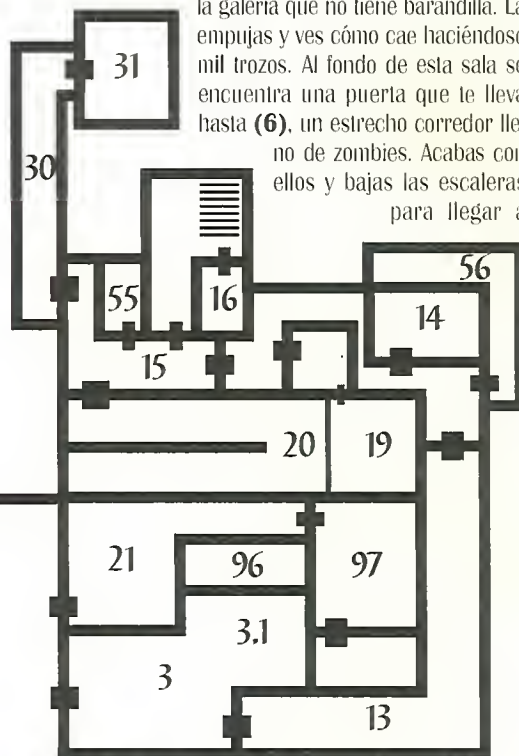 la galería que no tiene barandilla. La
empujas y ves cómo cae haciéndose
mil trozos. Al fondo de esta sala se
encuentra una puerta que te lleva
hasta (6), un estrecho corredor lle-
no de zombies. Acabas con
ellos y bajas las escaleras
para llegar a
31
30
56
55
16
14
15
20
19
21
96
97
3.1
3
13